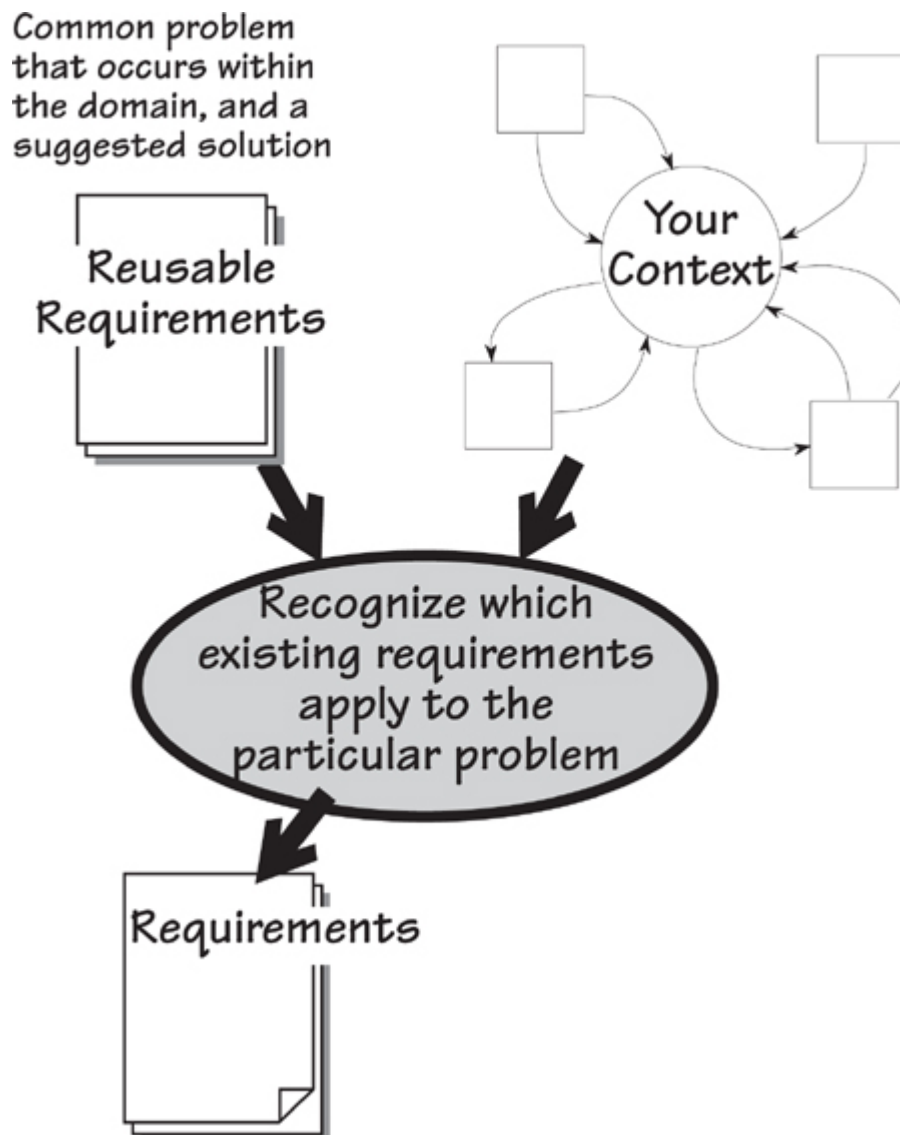 Common problem
that occurs within
the domain, and a
suggested solution
Reusable
Requirements
Your
Context
Recognize which
existing requirements
apply to the
particular problem
Requirements